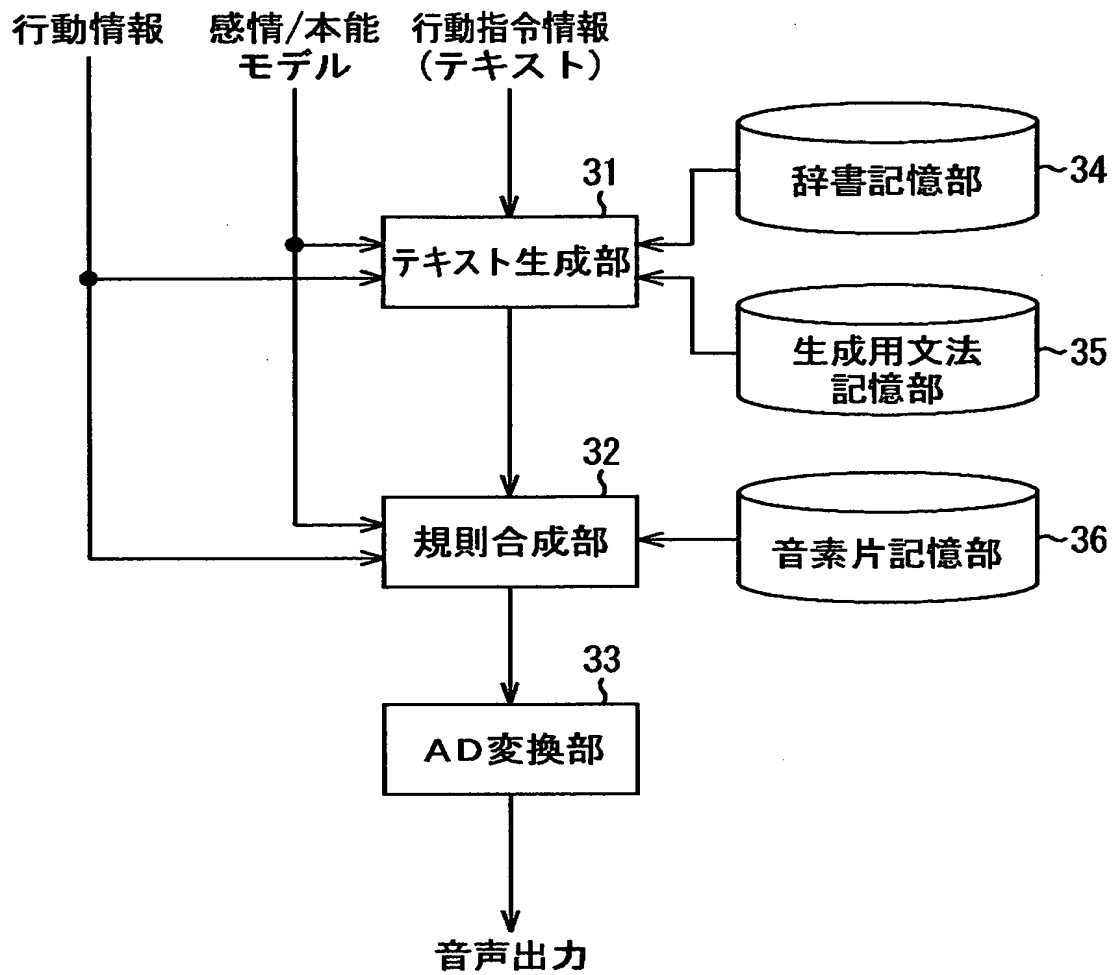 行動情報
感情/本能
モデル
行動指令情報
(テキスト)
31
テキスト生成部
辞書記憶部
34
生成用文法
記憶部
35
32
規則合成部
音素片記憶部
36
33
AD変換部
音声出力